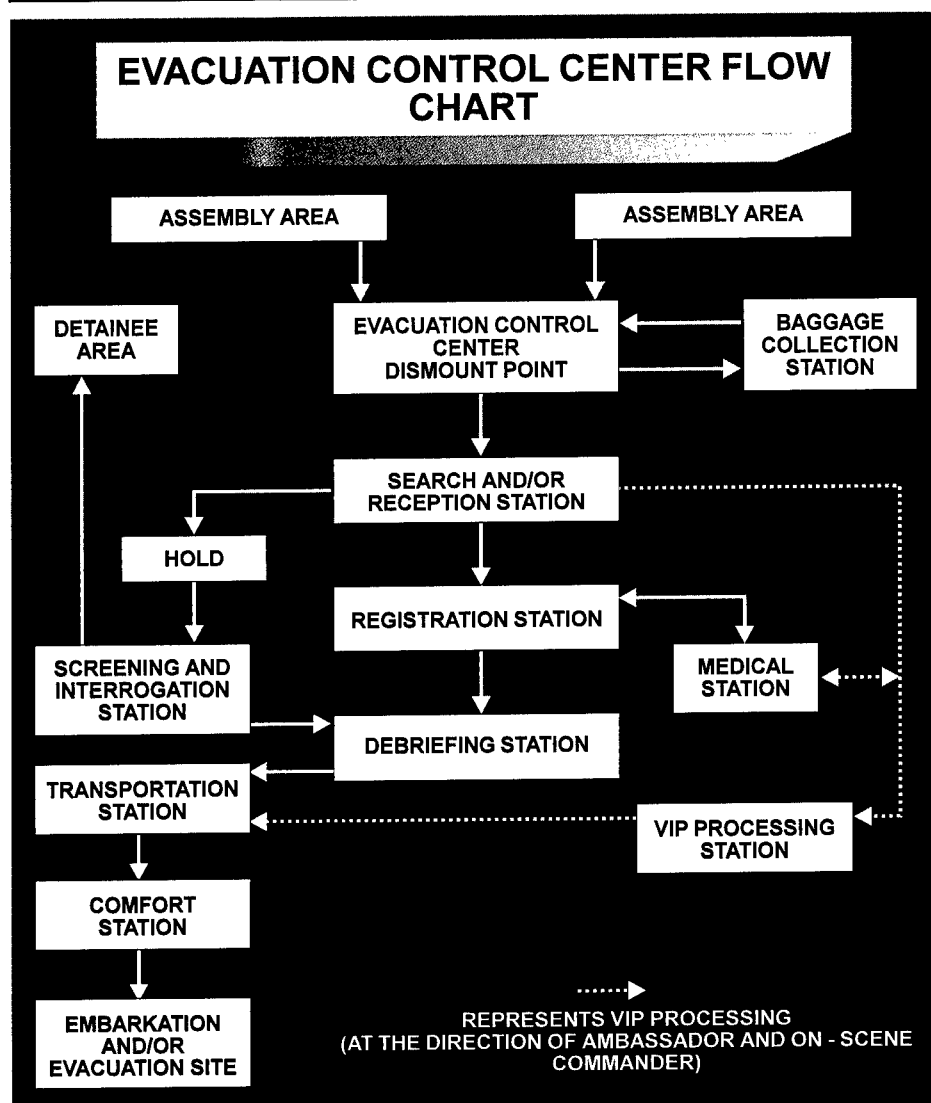 EVACUATION CONTROL CENTER FLOW
CHART
ASSEMBLY AREA
ASSEMBLY AREA
DETAINEE
AREA
EVACUATION CONTROL
CENTER
DISMOUNT POINT
BAGGAGE
COLLECTION
STATION
SEARCH AND/OR
RECEPTION STATION
HOLD
REGISTRATION STATION
SCREENING AND
INTERROGATION
STATION
MEDICAL
STATION
DEBRIEFING STATION
TRANSPORTATION
STATION
VIP PROCESSING
STATION
COMFORT
STATION
EMBARKATION
AND/OR
EVACUATION SITE
REPRESENTS VIP PROCESSING
(AT THE DIRECTION OF AMBASSADOR AND ON - SCENE
COMMANDER)